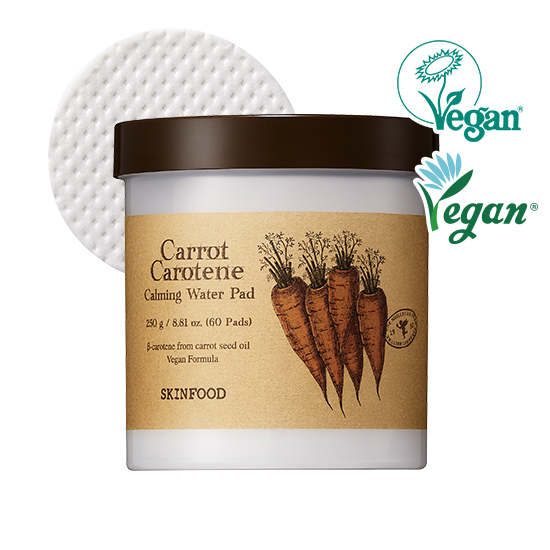 Vegan®
Vegan®
Carrot
Carotene
Calming Water Pad
250 g / 8.81 oz. (60 Pads)
β-carotene from carrot seed oil
Vegan Formula
SKINFOOD